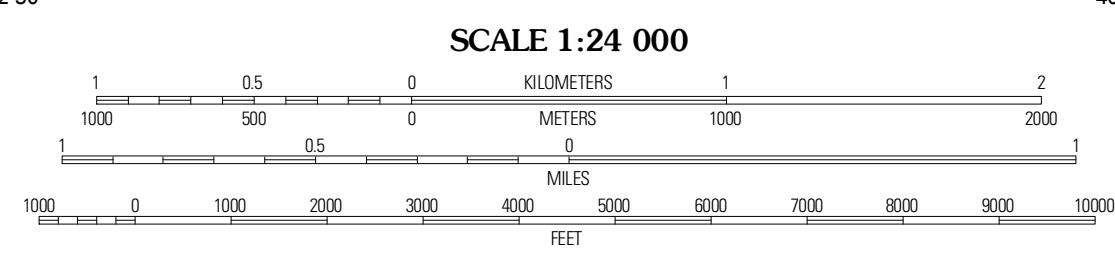 SCALE 1:24 000
1 0.5 0 KILOMETERS 1 2
1000 500 0 METERS 1000 2000
1 0.5 0 1
MILES
1000 0 1000 2000 3000 4000 5000 6000 7000 8000 9000 10000
FEET